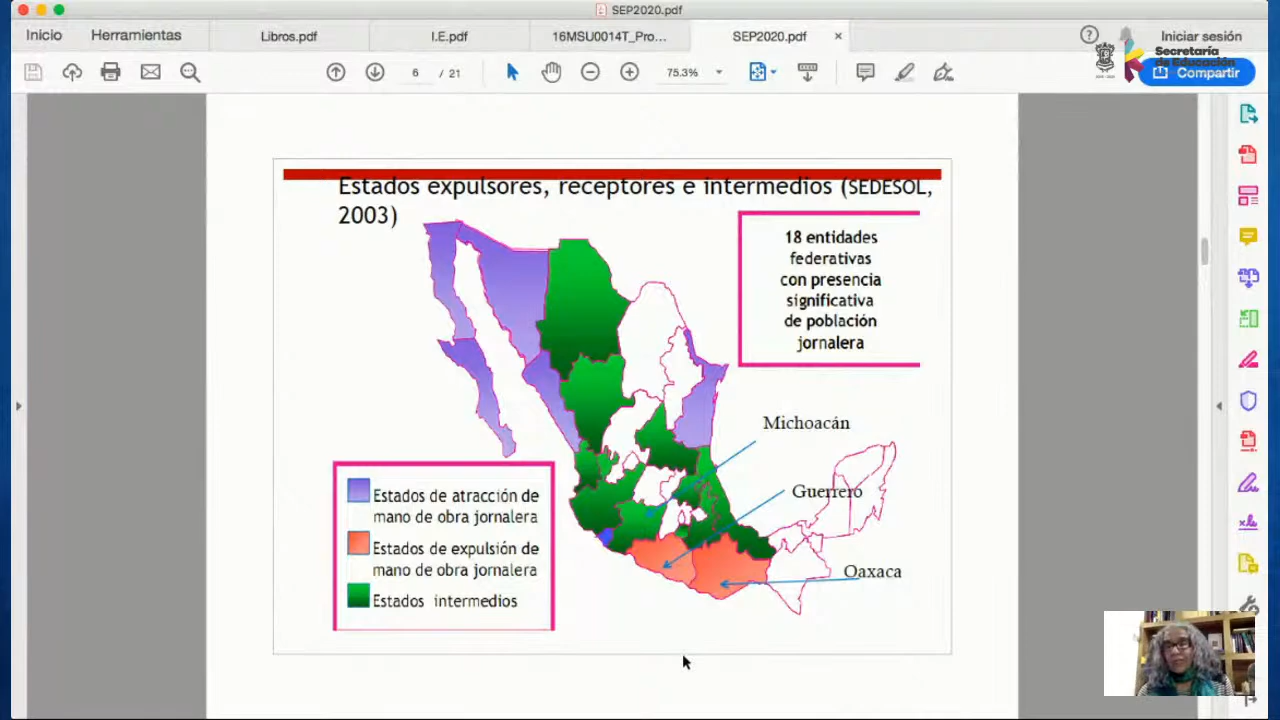 SEP2020.pdf
Inicio
Herramientas
Libros.pdf
I.E.pdf
16MSU0014T_Pro...
SEP2020.pdf
Iniciar sesión
Secretaría
de Educación
6 / 21
75.3%
Compartir
Estados expulsores, receptores e intermedios (SEDESOL,
2003)
18 entidades
federativas
con presencia
significativa
de población
jornalera
Michoacán
Guerrero
Oaxaca
Estados de atracción de
mano de obra jornalera
Estados de expulsión de
mano de obra jornalera
Estados intermedios